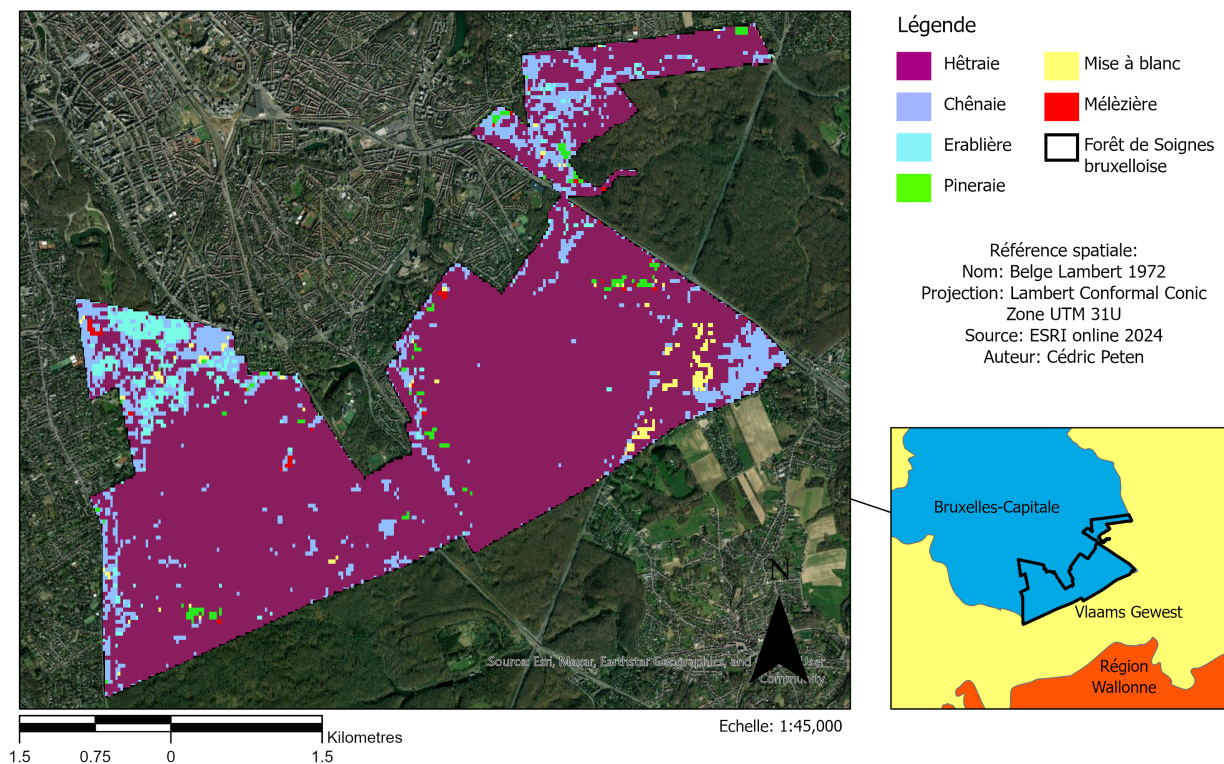 Légende
Hêtraie
Mise à blanc
Chênaie
Mélèzière
Erablière
Forêt de Soignes
bruxelloise
Pineraie
Référence spatiale:
Nom: Belge Lambert 1972
Projection: Lambert Conformal Conic
Zone UTM 31U
Source: ESRI online 2024
Auteur: Cédric Peten
Bruxelles-Capitale
Vlaams Gewest
Région
Wallonne
N
Source: Esri, Maxar, Earthstar Geographics, and User
Community
Echelle: 1:45,000
Kilometres
1.5 0.75 0 1.5